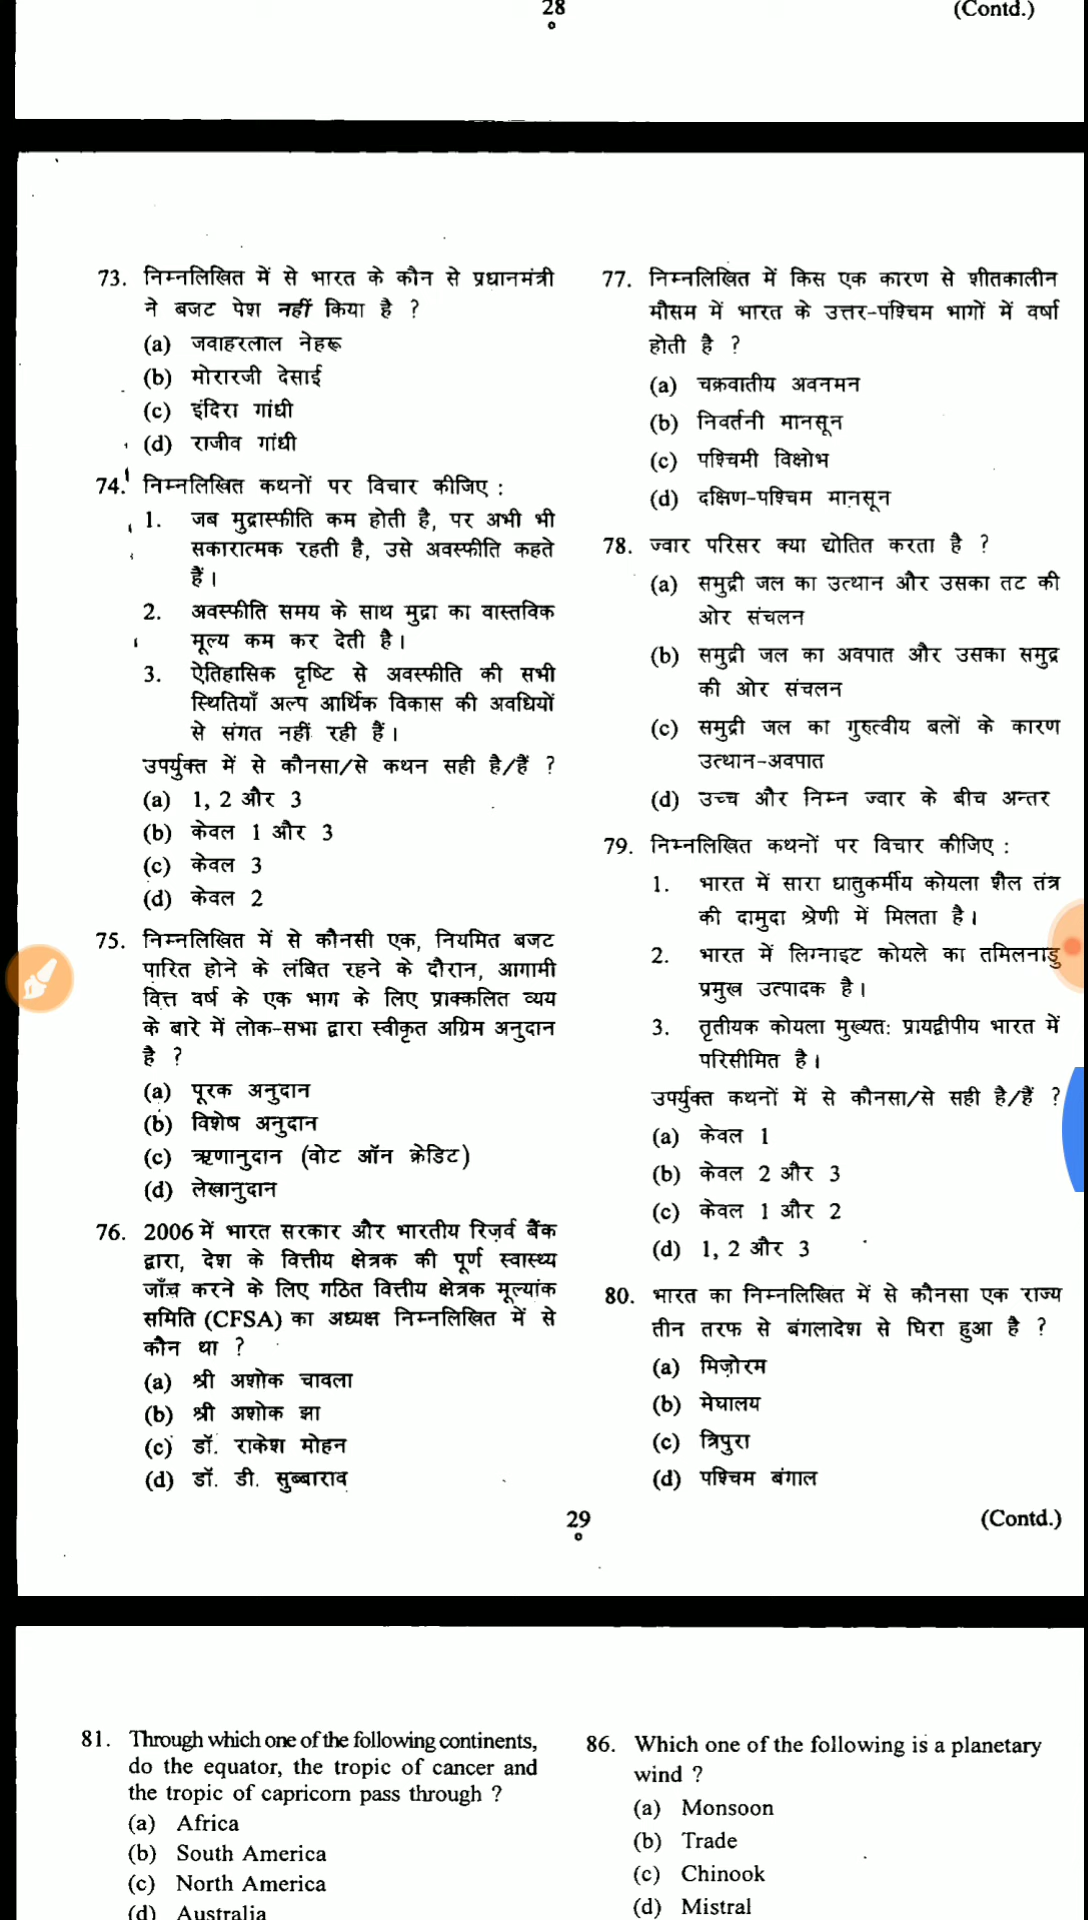 28
(Contd.)
73. निम्नलिखित में से भारत के कौन से प्रधानमंत्री
ने बजट पेश नहीं किया है ?
(a) जवाहरलाल नेहरू
(b) मोरारजी देसाई
(c) इंदिरा गांधी
(d) राजीव गांधी
74. निम्नलिखित कथनों पर विचार कीजिए :
1. जब मुद्रास्फीति कम होती है, पर अभी भी
सकारात्मक रहती है, उसे अवस्फीति कहते
हैं।
2. अवस्फीति समय के साथ मुद्रा का वास्तविक
मूल्य कम कर देती है।
3. ऐतिहासिक दृष्टि से अवस्फीति की सभी
स्थितियाँ अल्प आर्थिक विकास की अवधियों
से संगत नहीं रही हैं।
उपर्युक्त में से कौनसा/से कथन सही है/हैं ?
(a) 1, 2 और 3
(b) केवल 1 और 3
(c) केवल 3
(d) केवल 2
75. निम्नलिखित में से कौनसी एक, नियमित बजट
पारित होने के लंबित रहने के दौरान, आगामी
वित्त वर्ष के एक भाग के लिए प्राक्कलित व्यय
के बारे में लोक-सभा द्वारा स्वीकृत अग्रिम अनुदान
है ?
(a) पूरक अनुदान
(b) विशेष अनुदान
(c) ऋणानुदान (वोट ऑन क्रेडिट)
(d) लेखानुदान
76. 2006 में भारत सरकार और भारतीय रिज़र्व बैंक
द्वारा, देश के वित्तीय क्षेत्रक की पूर्ण स्वास्थ्य
जाँच करने के लिए गठित वित्तीय क्षेत्रक मूल्यांक
समिति (CFSA) का अध्यक्ष निम्नलिखित में से
कौन था ?
(a) श्री अशोक चावला
(b) श्री अशोक झा
(c) डॉ. राकेश मोहन
(d) डॉ. डी. सुब्बाराव
77. निम्नलिखित में किस एक कारण से शीतकालीन
मौसम में भारत के उत्तर-पश्चिम भागों में वर्षा
होती है ?
(a) चक्रवातीय अवनमन
(b) निवर्तनी मानसून
(c) पश्चिमी विक्षोभ
(d) दक्षिण-पश्चिम मानसून
78. ज्वार परिसर क्या द्योतित करता है ?
(a) समुद्री जल का उत्थान और उसका तट की
ओर संचलन
(b) समुद्री जल का अवपात और उसका समुद्र
की ओर संचलन
(c) समुद्री जल का गुरुत्वीय बलों के कारण
उत्थान-अवपात
(d) उच्च और निम्न ज्वार के बीच अन्तर
79. निम्नलिखित कथनों पर विचार कीजिए :
1. भारत में सारा धातुकर्मीय कोयला शैल तंत्र
की दामुदा श्रेणी में मिलता है।
2. भारत में लिग्नाइट कोयले का तमिलनाडु
प्रमुख उत्पादक है।
3. तृतीयक कोयला मुख्यतः प्रायद्वीपीय भारत में
परिसीमित है।
उपर्युक्त कथनों में से कौनसा/से सही है/हैं ?
(a) केवल 1
(b) केवल 2 और 3
(c) केवल 1 और 2
(d) 1, 2 और 3
80. भारत का निम्नलिखित में से कौनसा एक राज्य
तीन तरफ से बंगलादेश से घिरा हुआ है ?
(a) मिज़ोरम
(b) मेघालय
(c) त्रिपुरा
(d) पश्चिम बंगाल
29
(Contd.)
81. Through which one of the following continents,
do the equator, the tropic of cancer and
the tropic of capricorn pass through ?
(a) Africa
(b) South America
(c) North America
(d) Australia
86. Which one of the following is a planetary
wind ?
(a) Monsoon
(b) Trade
(c) Chinook
(d) Mistral